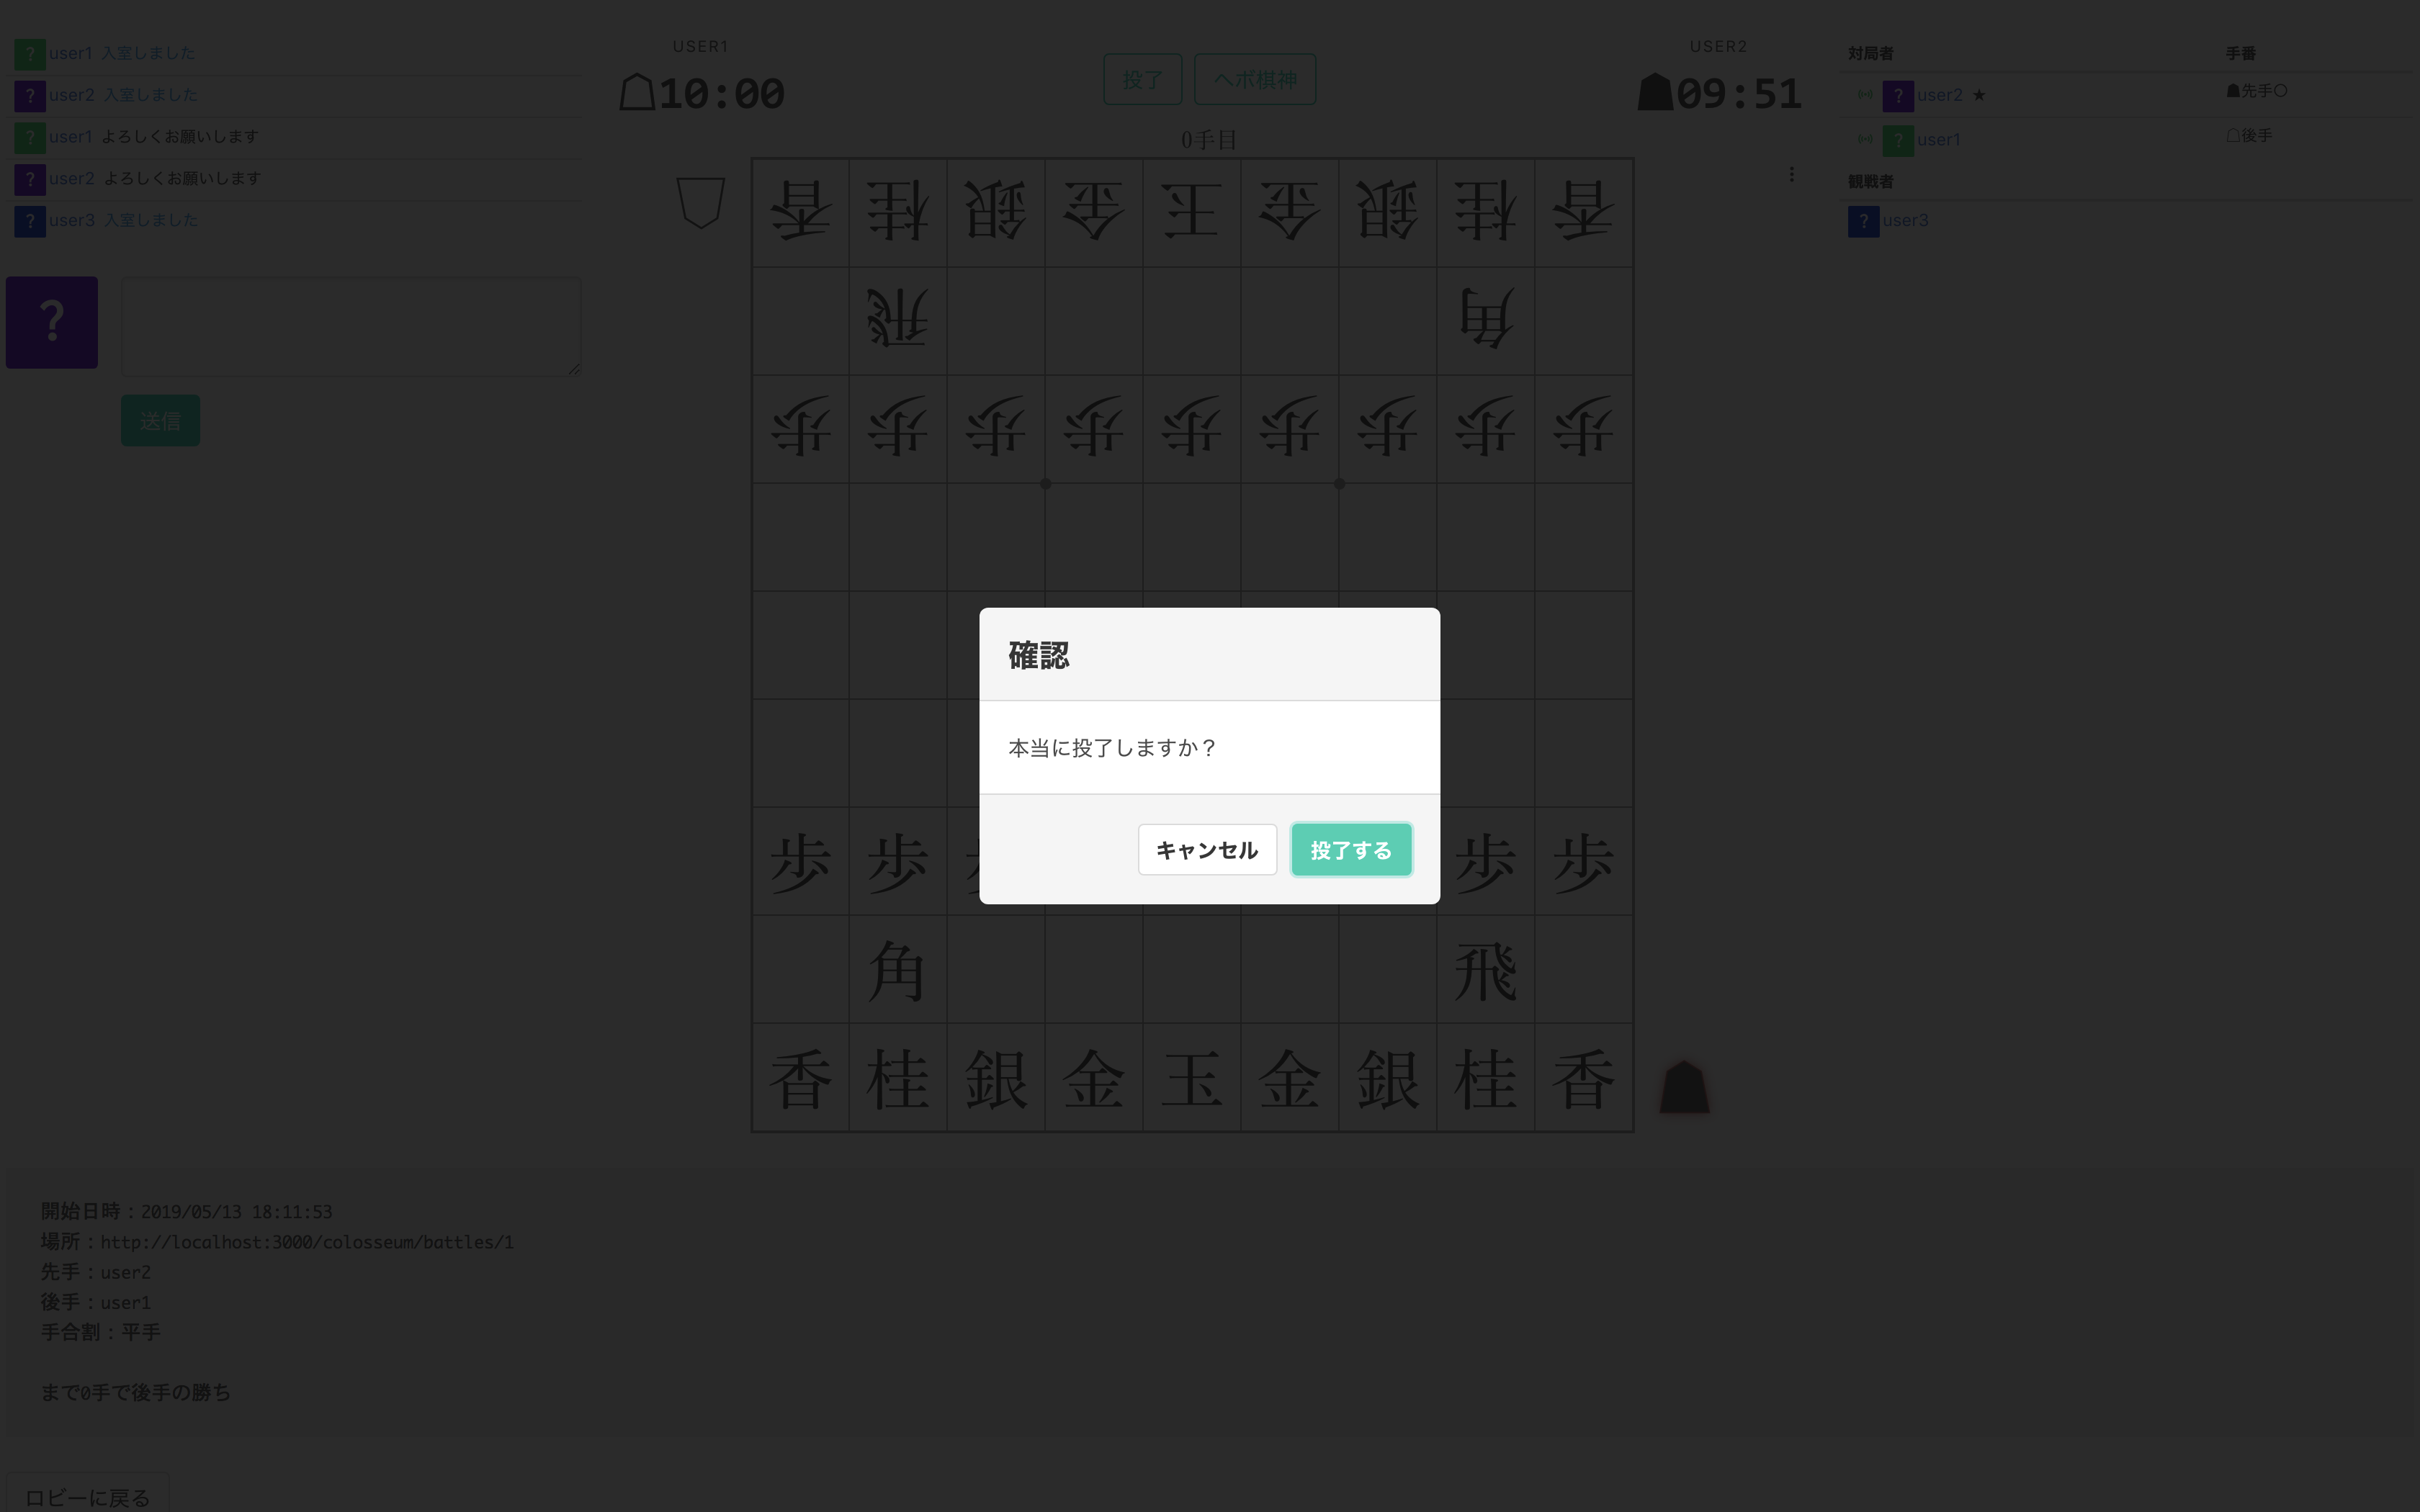 ? user1 入室しました
? user2 入室しました
? user1 よろしくお願いします
? user2 よろしくお願いします
? user3 入室しました
?
送信
USER1
10:00
投了
ヘボ棋神
USER2
09:51
0手目
香桂銀金王金銀桂香
飛角
歩歩歩歩歩歩歩歩歩
歩歩歩歩
角飛
香桂銀金玉金銀桂香
確認
本当に投了しますか？
キャンセル
投了する
対局者 手番
? user2 ★ ☗先手○
? user1 ☖後手
観戦者
? user3
開始日時：2019/05/13 18:11:53
場所：http://localhost:3000/colosseum/battles/1
先手：user2
後手：user1
手合割：平手
まで0手で後手の勝ち
ロビーに戻る